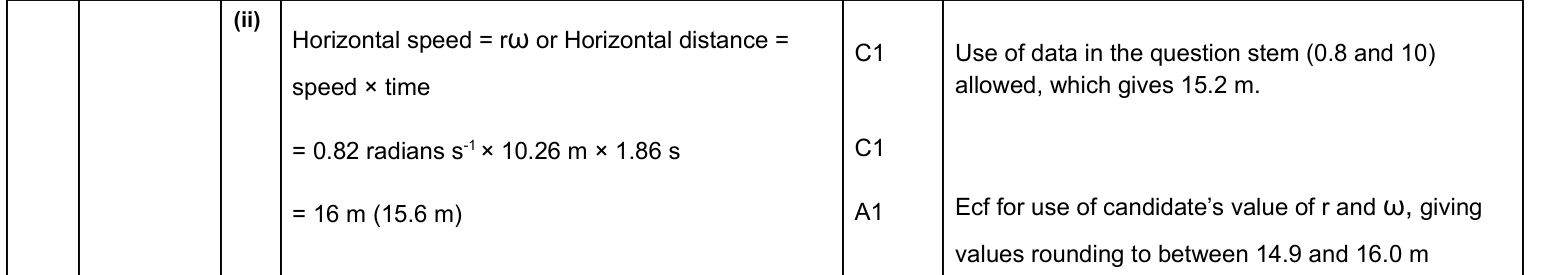 (ii)
Horizontal speed = rω or Horizontal distance =
speed × time
= 0.82 radians s⁻¹ × 10.26 m × 1.86 s
= 16 m (15.6 m)
C1
C1
A1
Use of data in the question stem (0.8 and 10)
allowed, which gives 15.2 m.
Ecf for use of candidate’s value of r and ω, giving
values rounding to between 14.9 and 16.0 m